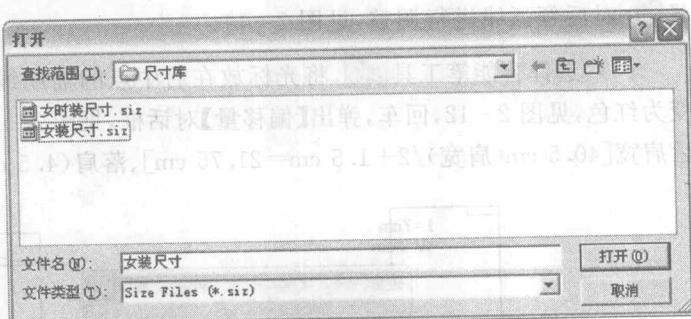 打开
查找范围(I): 尺寸库
女时装尺寸.siz
女装尺寸.siz
文件名(N): 女装尺寸 打开(O)
文件类型(T): Size Files (*.siz) 取消